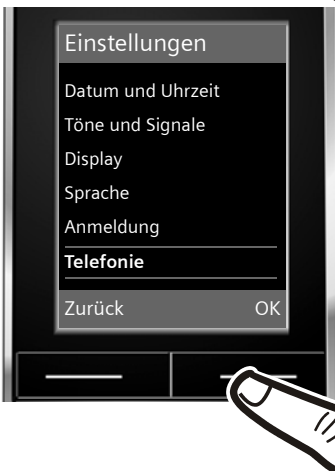 Einstellungen
Datum und Uhrzeit
Töne und Signale
Display
Sprache
Anmeldung
Telefonie
Zurück
OK